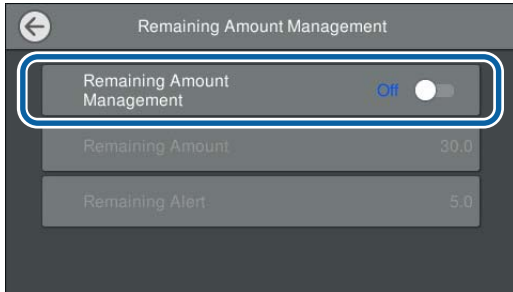 Remaining Amount Management
Remaining Amount
Management
Off
Remaining Amount
30.0
Remaining Alert
5.0